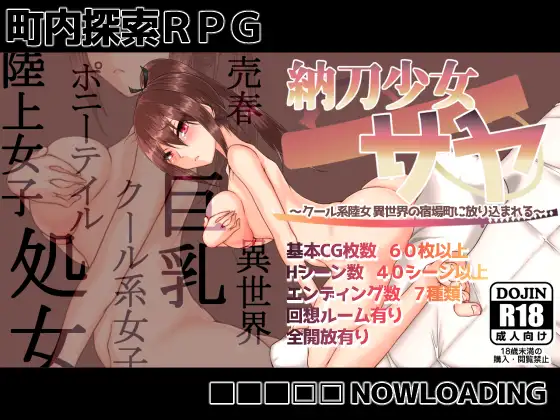 町内探索RPG
売春
ポニーテイル
陸上女子
巨乳
クール系女子
異世界
処女
納刀少女
サヤ
～クール系陸女 異世界の宿場町に放り込まれる～
基本CG枚数 60枚以上
Hシーン数 40シーン以上
エンディング数 7種類
回想ルーム有り
全開放有り
DOJIN
R18
成人向け
18歳未満の
購入・閲覧禁止
■■■□□ NOWLOADING